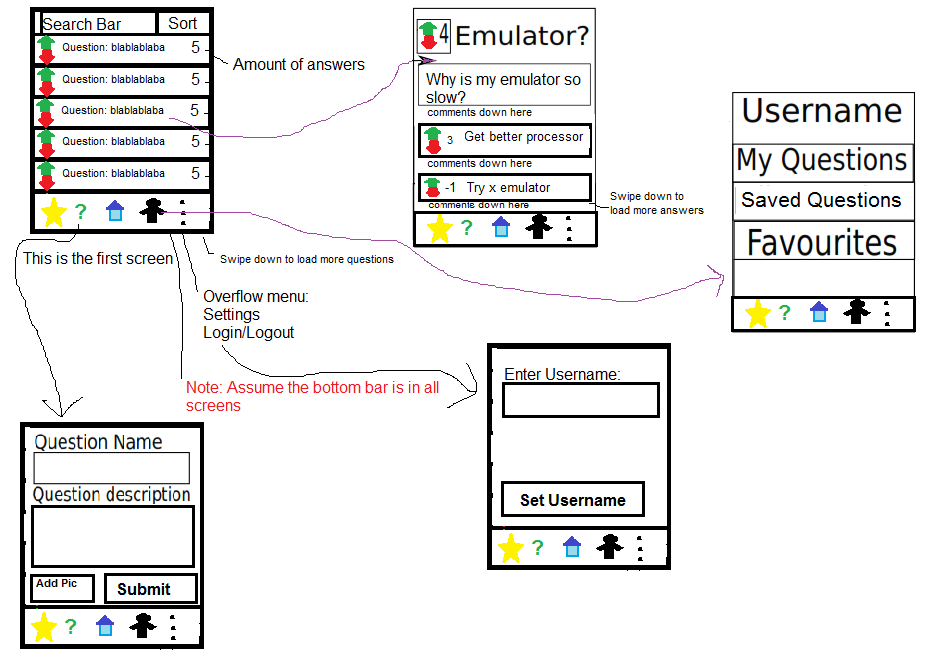 Search Bar
Sort
Question: blablablaba
5
Question: blablablaba
5
Question: blablablaba
5
Question: blablablaba
5
Question: blablablaba
5
?
Amount of answers
This is the first screen
Swipe down to load more questions
Overflow menu:
Settings
Login/Logout
Note: Assume the bottom bar is in all
screens
4
Emulator?
Why is my emulator so
slow?
comments down here
3
Get better processor
comments down here
-1
Try x emulator
comments down here
?
Swipe down to
load more answers
Username
My Questions
Saved Questions
Favourites
?
Question Name
Question description
Add Pic
Submit
?
Enter Username:
Set Username
?